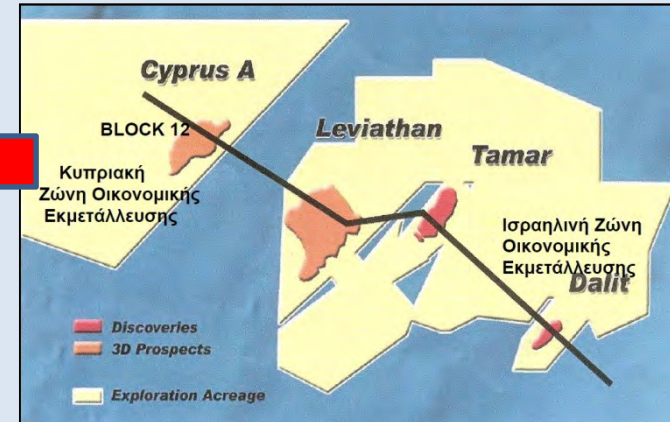 Cyprus A
BLOCK 12
Κυπριακή
Ζώνη Οικονομικής
Εκμετάλλευσης
Leviathan
Tamar
Ισραηλινή Ζώνη
Οικονομικής
Εκμετάλλευσης
Dalit
Discoveries
3D Prospects
Exploration Acreage